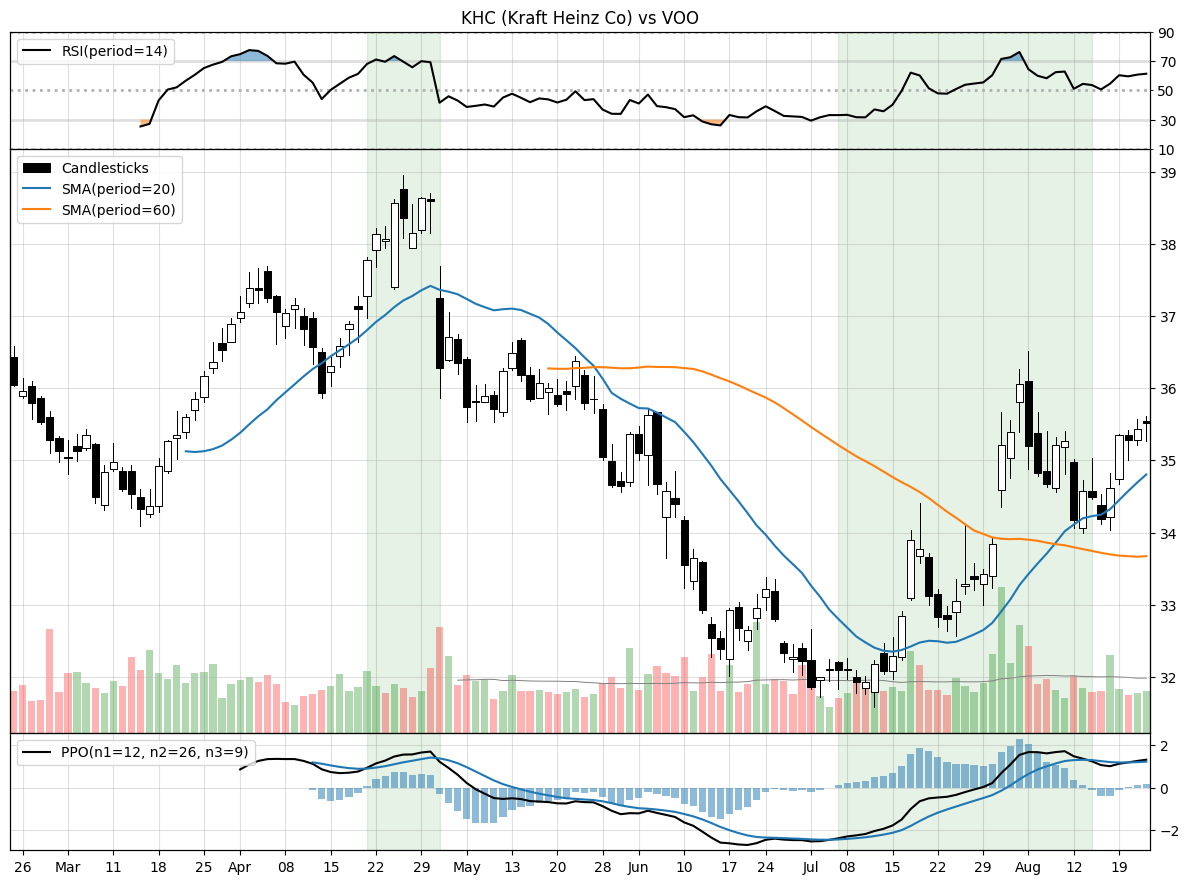 KHC (Kraft Heinz Co) vs VOO
RSI(period=14)
90
70
50
30
10
Candlesticks
SMA(period=20)
SMA(period=60)
39
38
37
36
35
34
33
32
PPO(n1=12, n2=26, n3=9)
2
0
−2
26 Mar 11 18 25 Apr 08 15 22 29 May 13 20 28 Jun 10 17 24 Jul 08 15 22 29 Aug 12 19